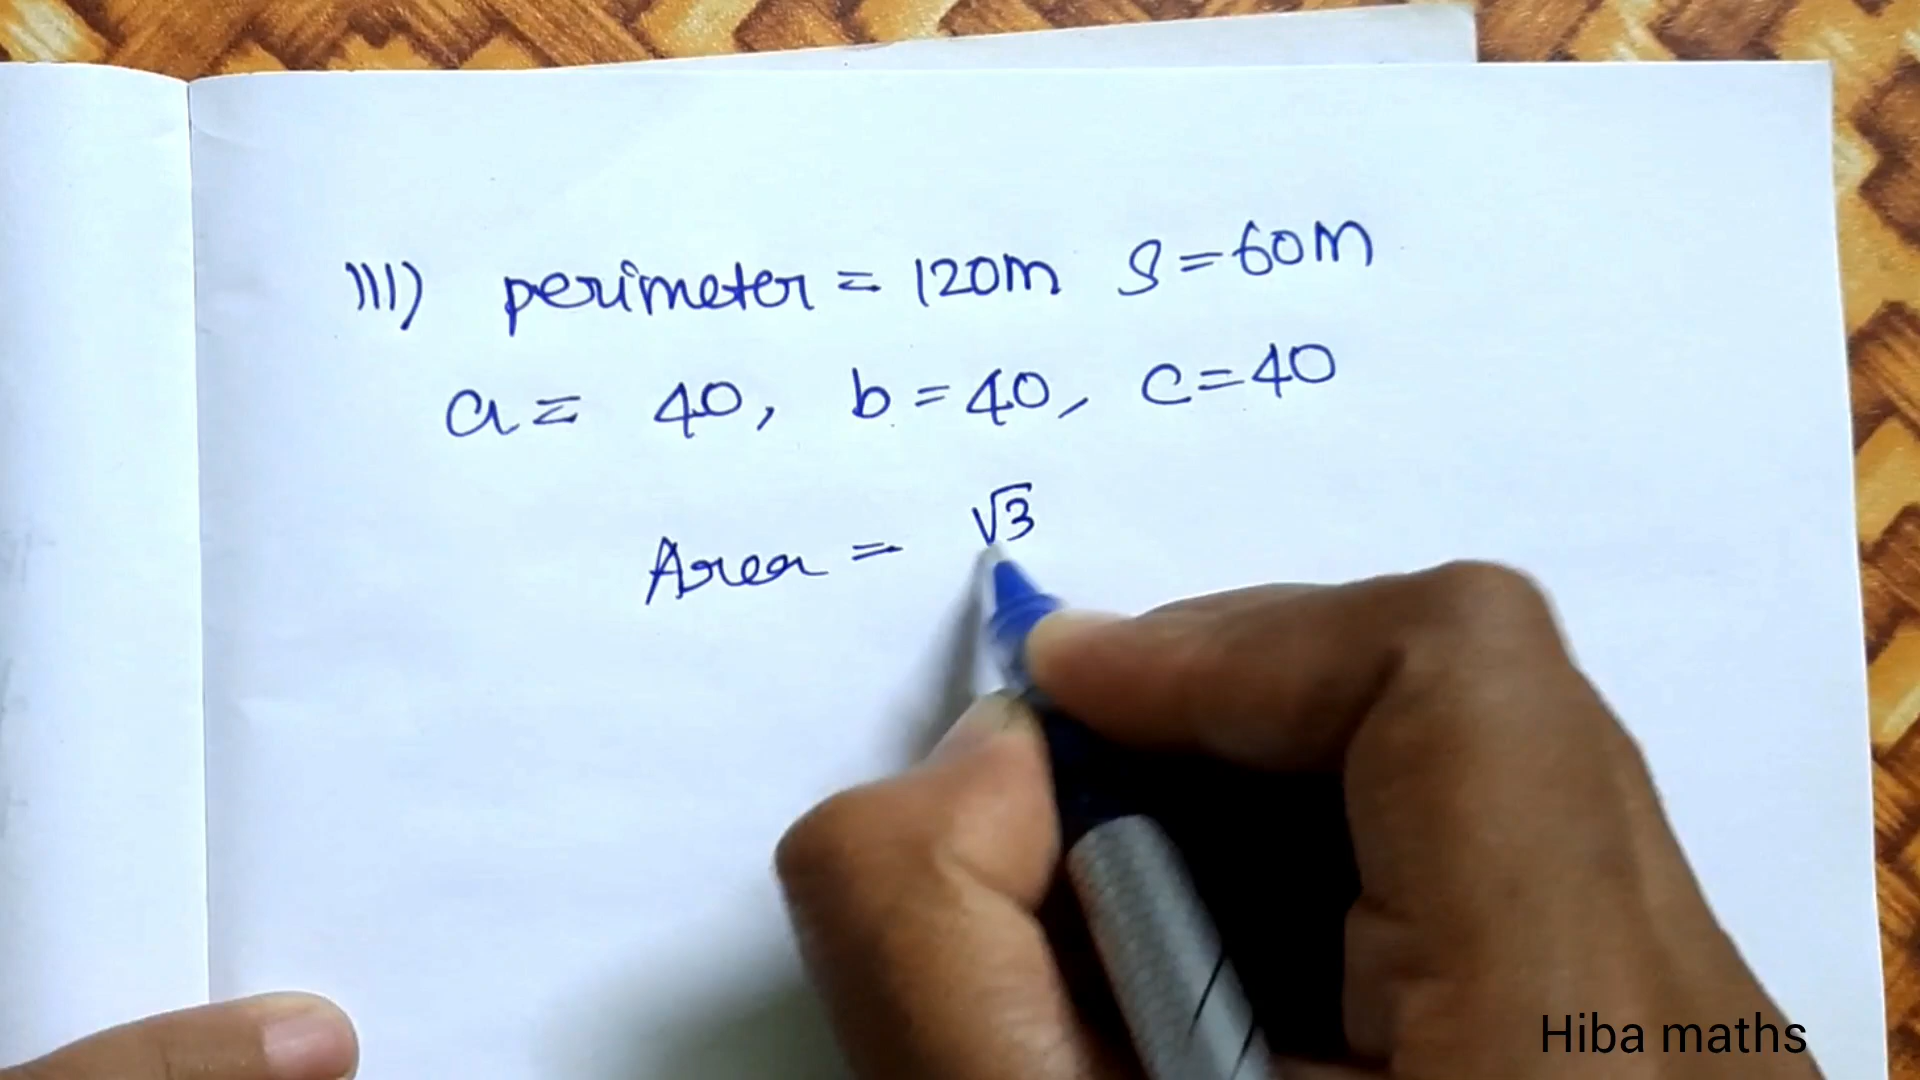 III) perimeter = 120m S=60m
a = 40, b = 40, c = 40
Area = √3
Hiba maths